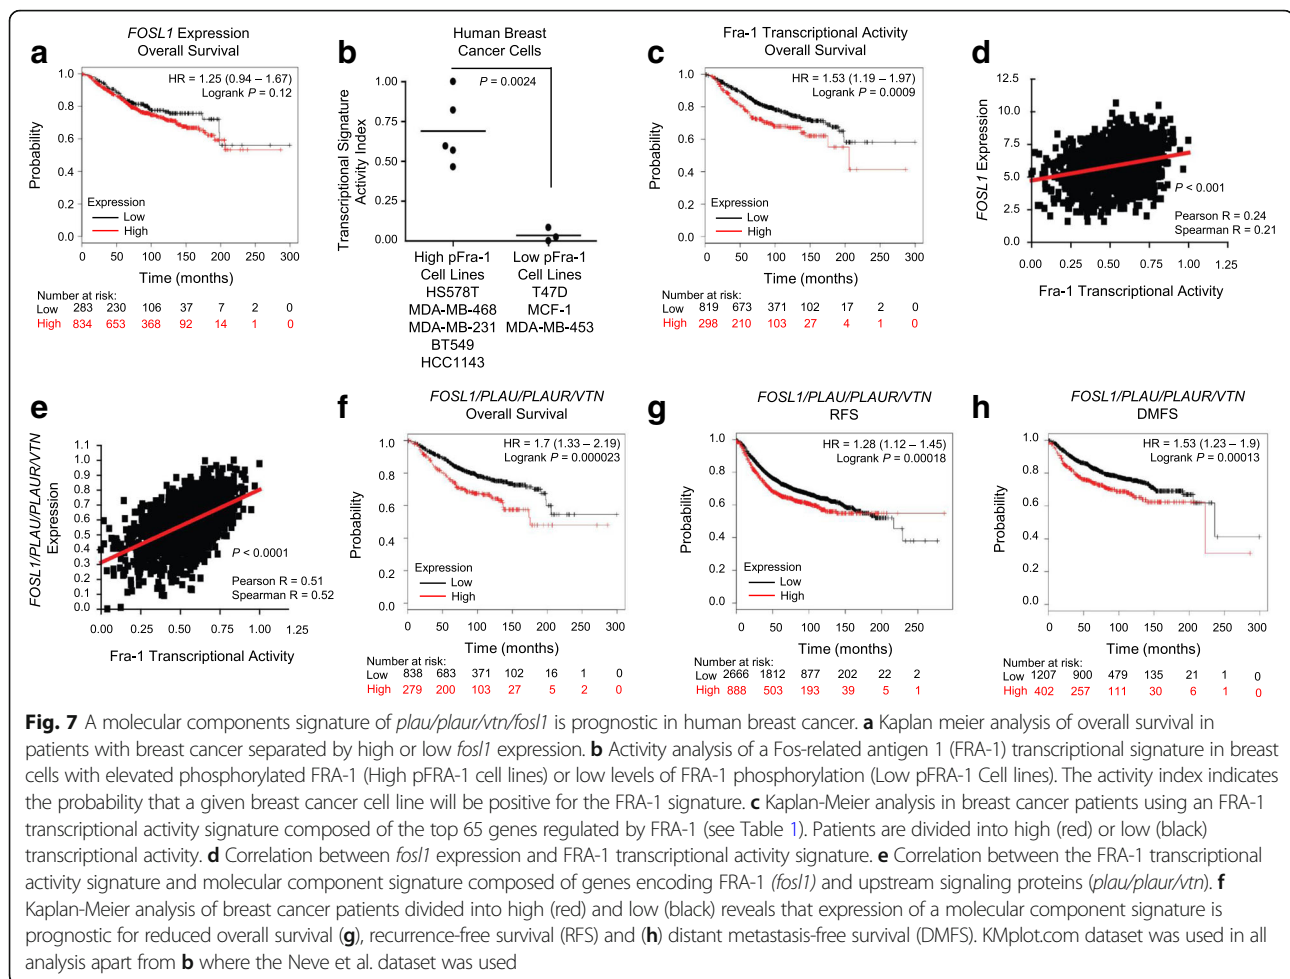 a
FOSL1 Expression
Overall Survival
HR = 1.25 (0.94 – 1.67)
Logrank P = 0.12
Probability
1.0
0.8
0.6
0.4
0.2
0.0
Expression
Low
High
0 50 100 150 200 250 300
Time (months)
Number at risk:
Low 283 230 106 37 7 2 0
High 834 653 368 92 14 1 0
b
Human Breast
Cancer Cells
P = 0.0024
Transcriptional Signature
Activity Index
1.00
0.75
0.50
0.25
0.00
High pFra-1
Cell Lines
HS578T
MDA-MB-468
MDA-MB-231
BT549
HCC1143
Low pFra-1
Cell Lines
T47D
MCF-1
MDA-MB-453
c
Fra-1 Transcriptional Activity
Overall Survival
HR = 1.53 (1.19 – 1.97)
Logrank P = 0.0009
Probability
1.0
0.8
0.6
0.4
0.2
0.0
Expression
Low
High
0 50 100 150 200 250 300
Time (months)
Number at risk:
Low 819 673 371 102 17 2 0
High 298 210 103 27 4 1 0
d
FOSL1 Expression
12.5
10.0
7.5
5.0
2.5
0.0
P < 0.001
Pearson R = 0.24
Spearman R = 0.21
0.00 0.25 0.50 0.75 1.00 1.25
Fra-1 Transcriptional Activity
e
FOSL1/PLAU/PLAUR/VTN
Expression
1.1
1.0
0.9
0.8
0.7
0.6
0.5
0.4
0.3
0.2
0.1
0.0
P < 0.0001
Pearson R = 0.51
Spearman R = 0.52
0.00 0.25 0.50 0.75 1.00 1.25
Fra-1 Transcriptional Activity
f
FOSL1/PLAU/PLAUR/VTN
Overall Survival
HR = 1.7 (1.33 – 2.19)
Logrank P = 0.000023
Probability
1.0
0.8
0.6
0.4
0.2
0.0
Expression
Low
High
0 50 100 150 200 250 300
Time (months)
Number at risk:
Low 838 683 371 102 16 1 0
High 279 200 103 27 5 2 0
g
FOSL1/PLAU/PLAUR/VTN
RFS
HR = 1.28 (1.12 – 1.45)
Logrank P = 0.00018
Probability
1.0
0.8
0.6
0.4
0.2
0.0
Expression
Low
High
0 50 100 150 200 250
Time (months)
Number at risk:
Low 2666 1812 877 202 22 2
High 888 503 193 39 5 1
h
FOSL1/PLAU/PLAUR/VTN
DMFS
HR = 1.53 (1.23 – 1.9)
Logrank P = 0.00013
Probability
1.0
0.8
0.6
0.4
0.2
0.0
Expression
Low
High
0 50 100 150 200 250 300
Time (months)
Number at risk:
Low 1207 900 479 135 21 1 0
High 402 257 111 30 6 1 0
Fig. 7 A molecular components signature of plau/plaur/vtn/fosl1 is prognostic in human breast cancer. a Kaplan meier analysis of overall survival in
patients with breast cancer separated by high or low fosl1 expression. b Activity analysis of a Fos-related antigen 1 (FRA-1) transcriptional signature in breast
cells with elevated phosphorylated FRA-1 (High pFRA-1 cell lines) or low levels of FRA-1 phosphorylation (Low pFRA-1 Cell lines). The activity index indicates
the probability that a given breast cancer cell line will be positive for the FRA-1 signature. c Kaplan-Meier analysis in breast cancer patients using an FRA-1
transcriptional activity signature composed of the top 65 genes regulated by FRA-1 (see Table 1). Patients are divided into high (red) or low (black)
transcriptional activity. d Correlation between fosl1 expression and FRA-1 transcriptional activity signature. e Correlation between the FRA-1 transcriptional
activity signature and molecular component signature composed of genes encoding FRA-1 (fosl1) and upstream signaling proteins (plau/plaur/vtn). f
Kaplan-Meier analysis of breast cancer patients divided into high (red) and low (black) reveals that expression of a molecular component signature is
prognostic for reduced overall survival (g), recurrence-free survival (RFS) and (h) distant metastasis-free survival (DMFS). KMplot.com dataset was used in all
analysis apart from b where the Neve et al. dataset was used